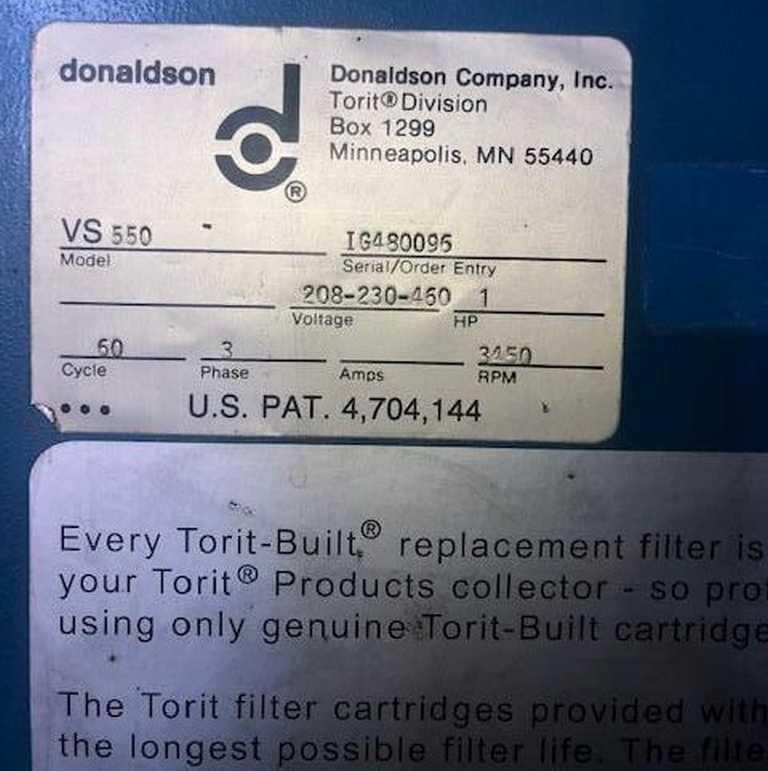 donaldson
Donaldson Company, Inc.
Torit® Division
Box 1299
Minneapolis, MN 55440
VS 550
Model
IG480095
Serial/Order Entry
208-230-460
Voltage
1
HP
60
Cycle
3
Phase
Amps
3450
RPM
U.S. PAT. 4,704,144
Every Torit-Built,® replacement filter is
your Torit® Products collector - so pro
using only genuine Torit-Built cartridge
The Torit filter cartridges provided with
the longest possible filter life. The filte